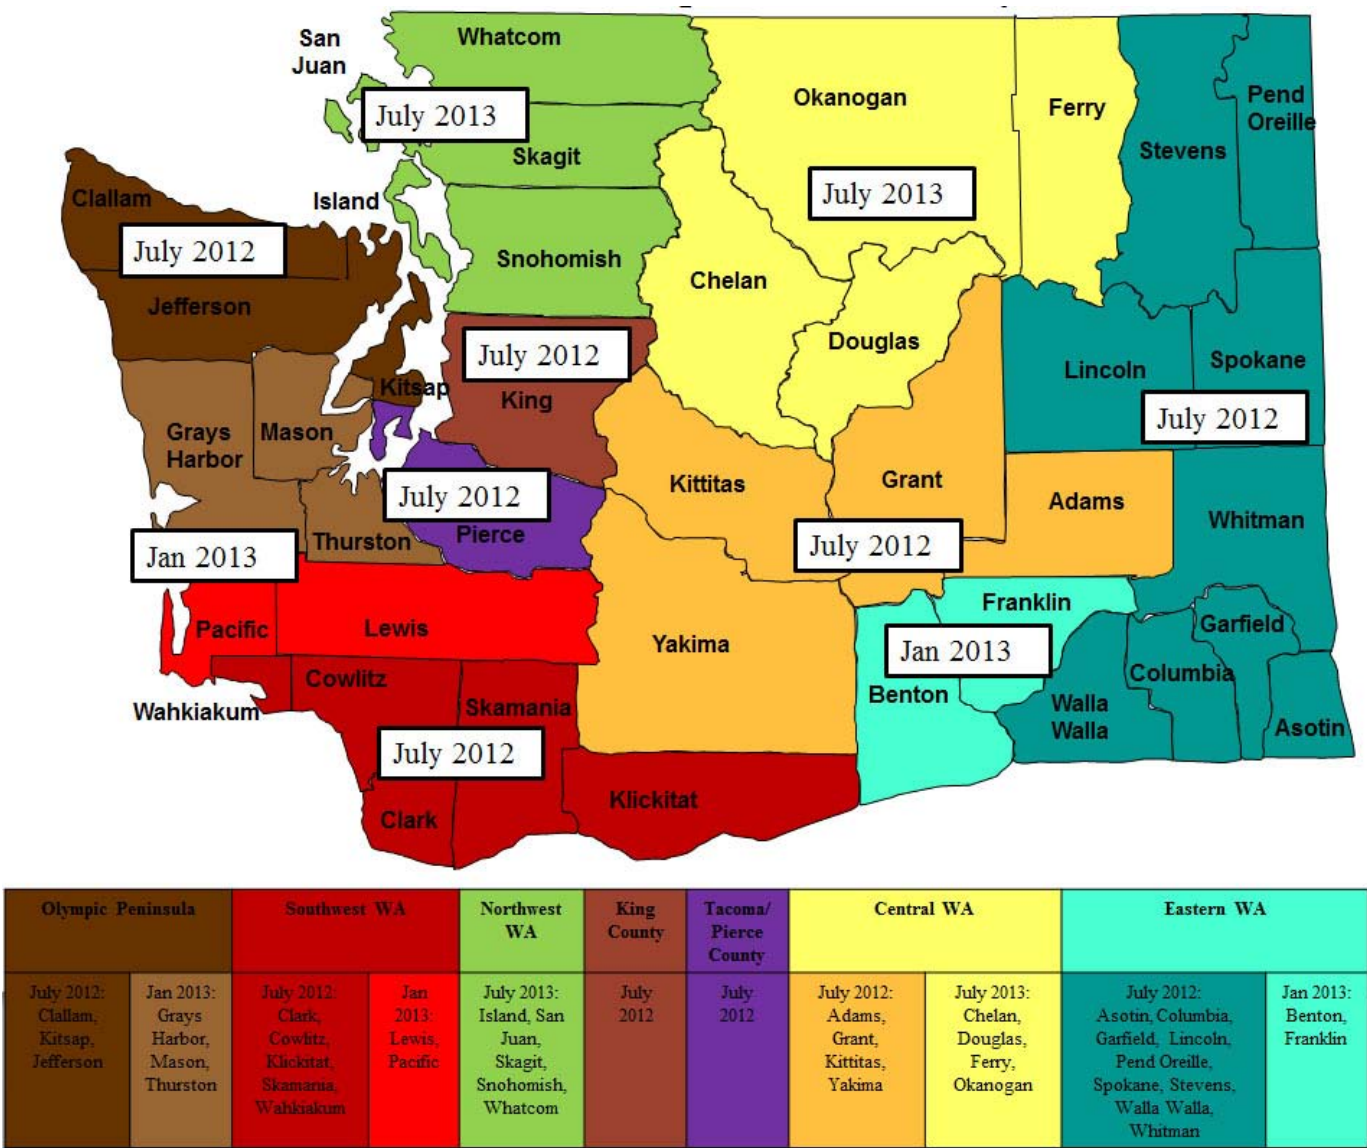 San
Juan
Whatcom
July 2013
Skagit
Okanogan
Ferry
Pend
Oreille
Stevens
July 2013
Clallam
Island
July 2012
Snohomish
Chelan
Jefferson
Douglas
July 2012
Kitsap
King
Lincoln
Spokane
July 2012
Grays
Harbor
Mason
Kittitas
Grant
Adams
Whitman
July 2012
Pierce
Thurston
Jan 2013
July 2012
Franklin
Garfield
Pacific
Lewis
Yakima
Jan 2013
Benton
Columbia
Cowlitz
Skamania
Wahkiakum
Walla
Walla
Asotin
July 2012
Klickitat
Clark
Olympic Peninsula
Southwest WA
Northwest
WA
King
County
Tacoma/
Pierce
County
Central WA
Eastern WA
July 2012:
Clallam,
Kitsap,
Jefferson
Jan 2013:
Grays
Harbor,
Mason,
Thurston
July 2012:
Clark,
Cowlitz,
Klickitat,
Skamania,
Wahkiakum
Jan
2013:
Lewis,
Pacific
July 2013:
Island, San
Juan,
Skagit,
Snohomish,
Whatcom
July
2012
July
2012
July 2012:
Adams,
Grant,
Kittitas,
Yakima
July 2013:
Chelan,
Douglas,
Ferry,
Okanogan
July 2012:
Asotin, Columbia,
Garfield, Lincoln,
Pend Oreille,
Spokane, Stevens,
Walla Walla,
Whitman
Jan 2013:
Benton,
Franklin